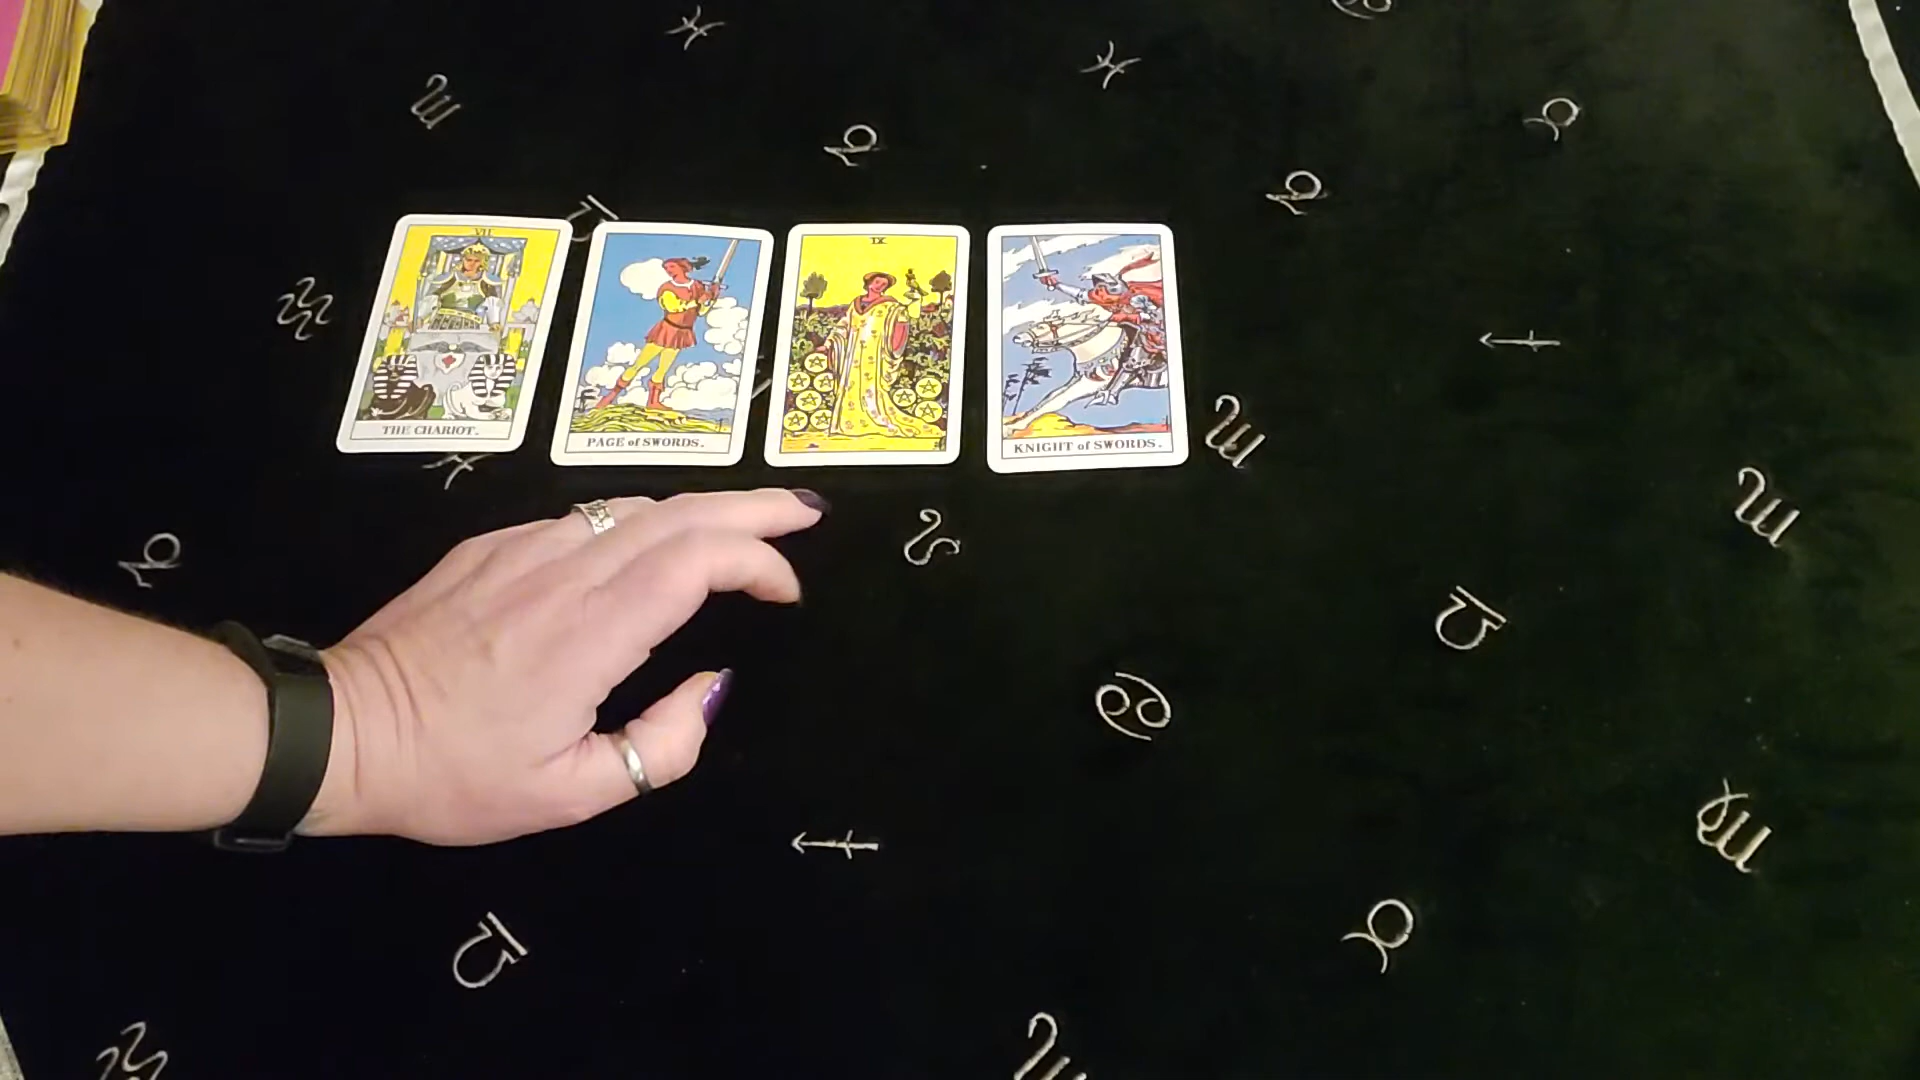 VII
THE CHARIOT.
PAGE of SWORDS.
IX
KNIGHT of SWORDS.